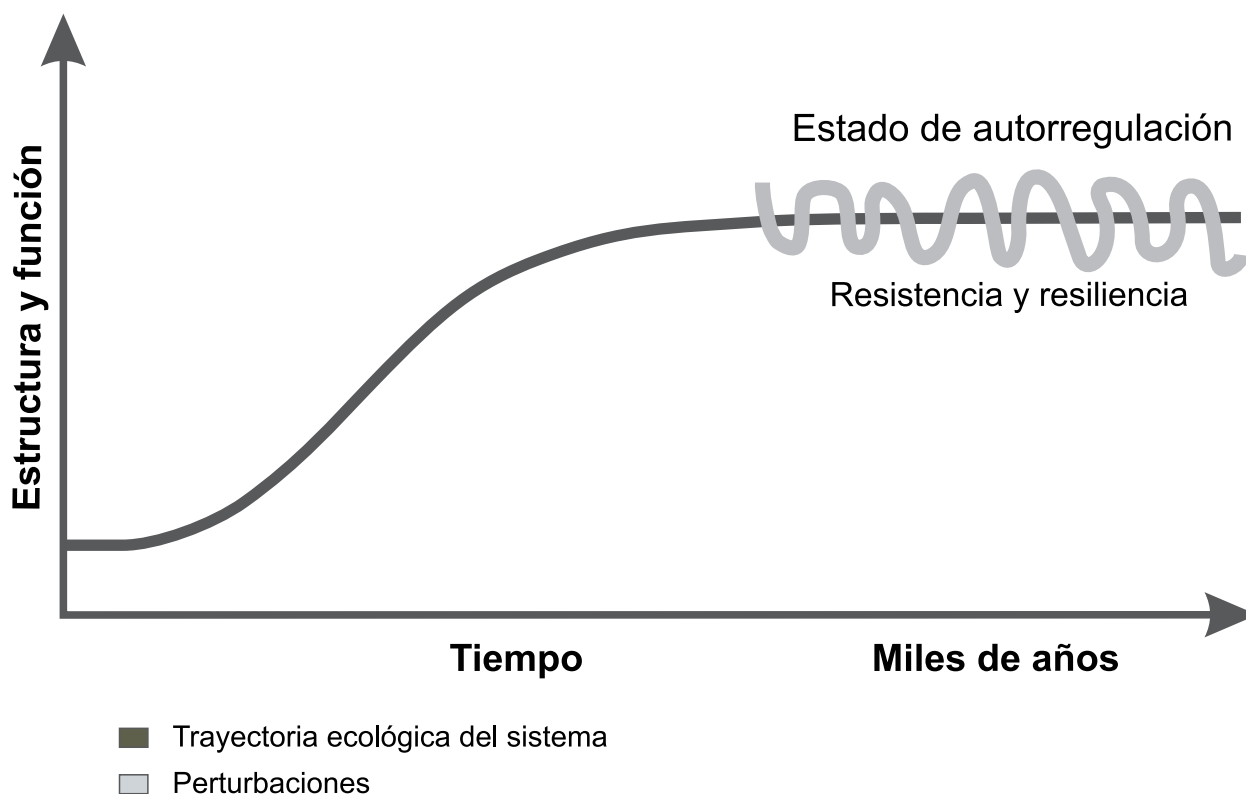 Estado de autorregulación
Resistencia y resiliencia
Estructura y función
Tiempo
Miles de años
Trayectoria ecológica del sistema
Perturbaciones